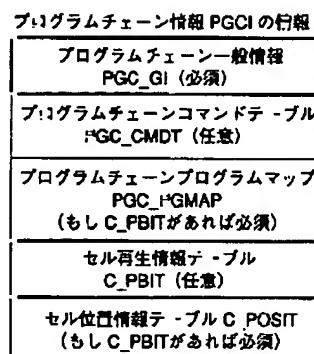 プログラムチェーン情報 PGCI の情報
プログラムチェーン一般情報
PGC_GI (必須)
プログラムチェーンコマンドテーブル
PGC_CMDT (任意)
プログラムチェーンプログラムマップ
PGC_PGMAP
(もし C_PBITがあれば必須)
セル再生情報テーブル
C_PBIT (任意)
セル位置情報テーブル C_POSIT
(もし C_PBITがあれば必須)